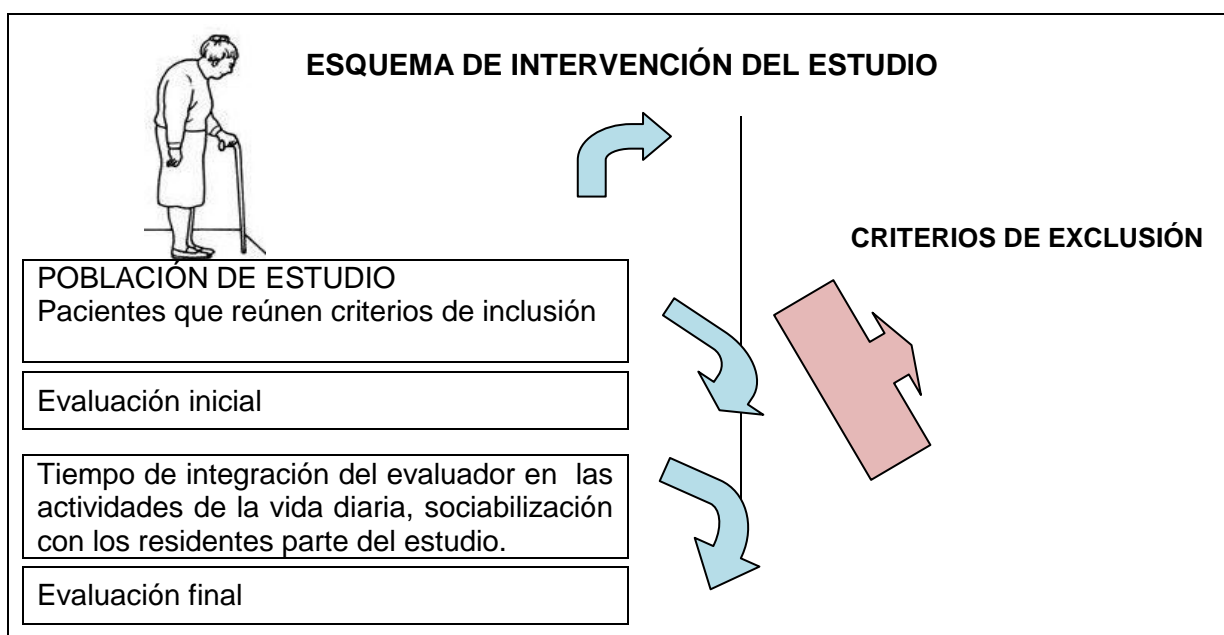 ESQUEMA DE INTERVENCIÓN DEL ESTUDIO
CRITERIOS DE EXCLUSIÓN
POBLACIÓN DE ESTUDIO
Pacientes que reúnen criterios de inclusión
Evaluación inicial
Tiempo de integración del evaluador en las
actividades de la vida diaria, sociabilización
con los residentes parte del estudio.
Evaluación final